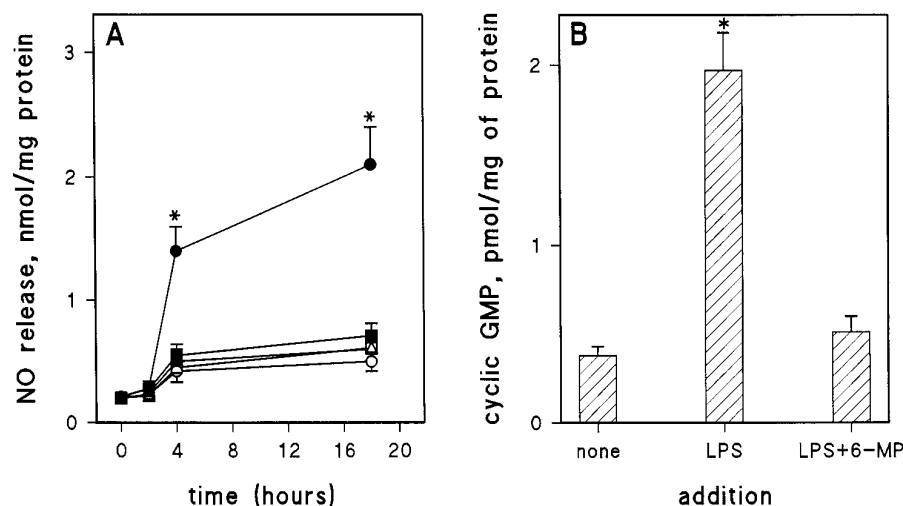 A
NO release, nmol/mg protein
3
2
1
0
*
*
0 4 8 12 16 20
time (hours)
B
cyclic GMP, pmol/mg of protein
2
1
0
*
none LPS LPS+6-MP
addition